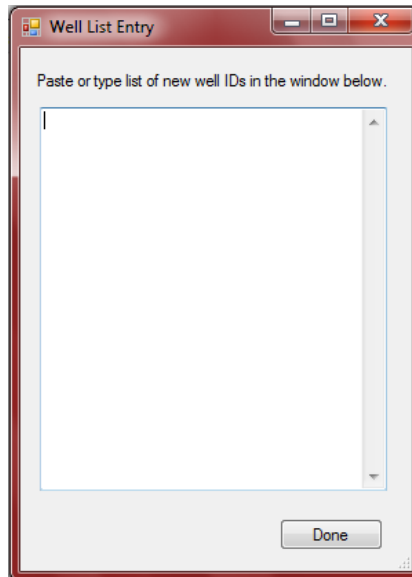 Well List Entry
Paste or type list of new well IDs in the window below.
Done